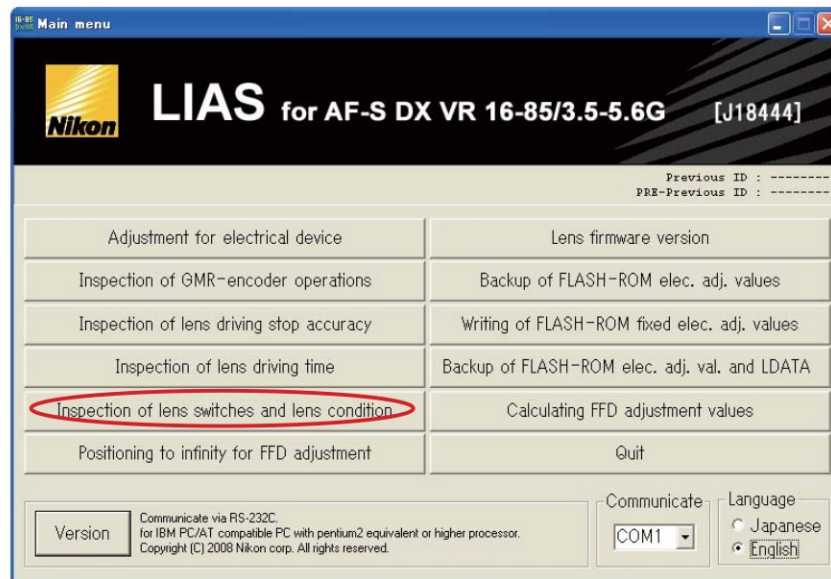 Main menu
Nikon
LIAS for AF-S DX VR 16-85/3.5-5.6G [J18444]
Previous ID : --------
PRE-Previous ID : --------
Adjustment for electrical device
Lens firmware version
Inspection of GMR-encoder operations
Backup of FLASH-ROM elec. adj. values
Inspection of lens driving stop accuracy
Writing of FLASH-ROM fixed elec. adj. values
Inspection of lens driving time
Backup of FLASH-ROM elec. adj. val. and LDATA
Inspection of lens switches and lens condition
Calculating FFD adjustment values
Positioning to infinity for FFD adjustment
Quit
Version
Communicate via RS-232C.
for IBM PC/AT compatible PC with pentium2 equivalent or higher processor.
Copyright (C) 2008 Nikon corp. All rights reserved.
Communicate
COM1
Language
Japanese
English